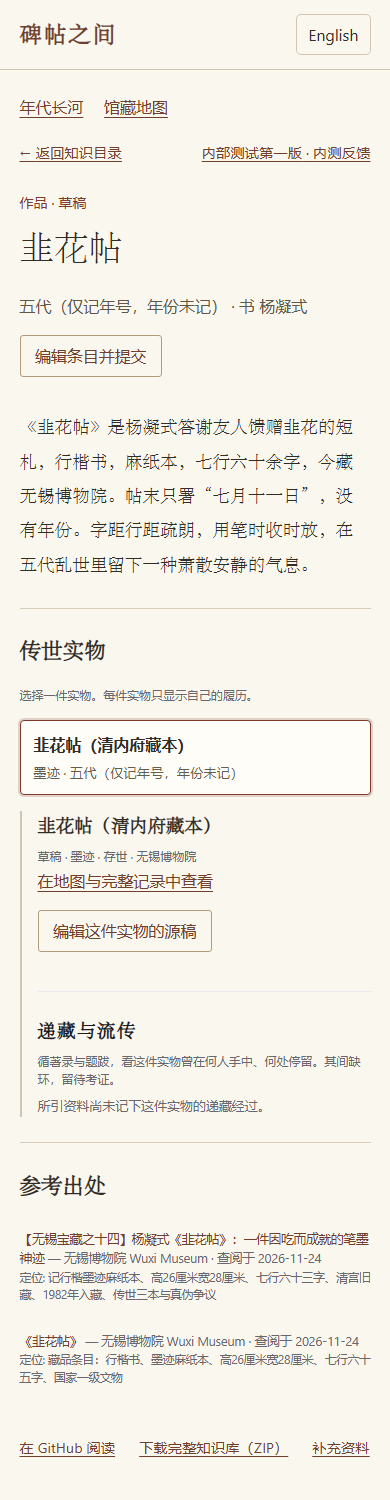 碑帖之间
English
年代长河 馆藏地图
← 返回知识目录 内部测试第一版 · 内测反馈
作品 · 草稿
韭花帖
五代（仅记年号，年份未记） · 书 杨凝式
编辑条目并提交
《韭花帖》是杨凝式答谢友人馈赠韭花的短
札，行楷书，麻纸本，七行六十余字，今藏
无锡博物院。帖末只署“七月十一日”，没
有年份。字距行距疏朗，用笔时收时放，在
五代乱世里留下一种萧散安静的气息。
传世实物
选择一件实物。每件实物只显示自己的履历。
韭花帖（清内府藏本）
墨迹 · 五代（仅记年号，年份未记）
韭花帖（清内府藏本）
草稿 · 墨迹 · 存世 · 无锡博物院
在地图与完整记录中查看
编辑这件实物的源稿
递藏与流传
循著录与题跋，看这件实物曾在何人手中、何处停留。其间缺
环，留待考证。
所引资料尚未记下这件实物的递藏经过。
参考出处
【无锡宝藏之十四】杨凝式《韭花帖》：一件因吃而成就的笔墨
神迹 — 无锡博物院 Wuxi Museum · 查阅于 2026-11-24
定位: 记行楷墨迹麻纸本、高26厘米宽28厘米、七行六十三字、清宫旧
藏、1982年入藏、传世三本与真伪争议
《韭花帖》 — 无锡博物院 Wuxi Museum · 查阅于 2026-11-24
定位: 藏品条目：行楷书、墨迹麻纸本、高26厘米宽28厘米、七行六十
五字、国家一级文物
在 GitHub 阅读 下载完整知识库（ZIP） 补充资料